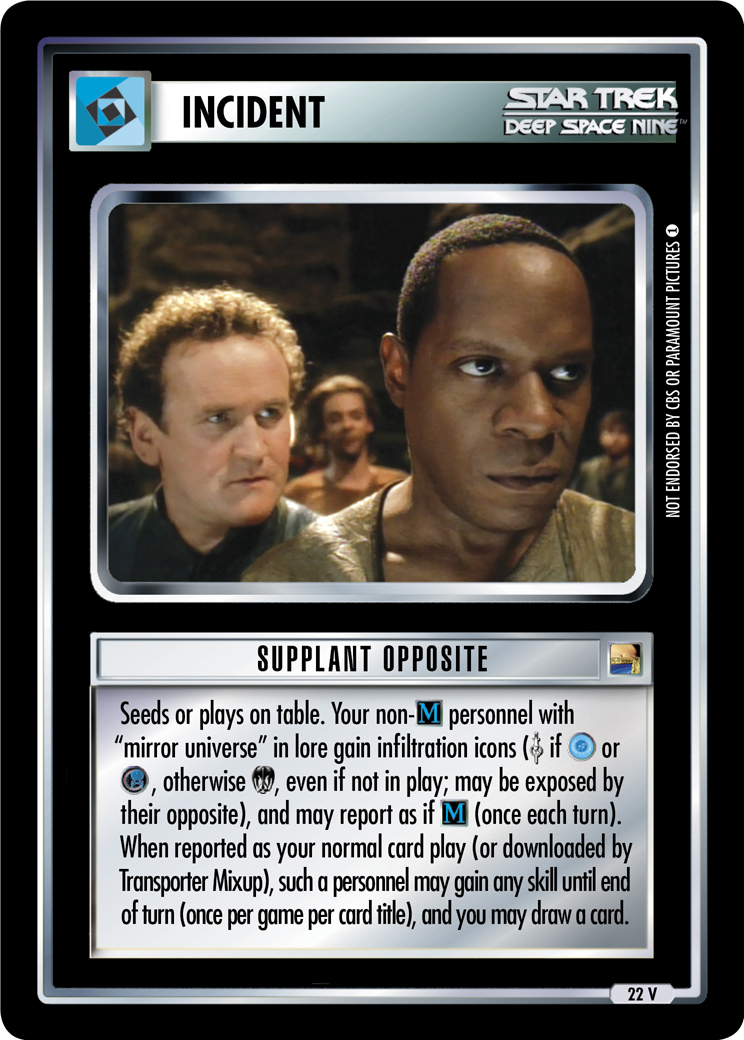 INCIDENT
STAR TREK
DEEP SPACE NINE™
NOT ENDORSED BY CBS OR PARAMOUNT PICTURES 1
SUPPLANT OPPOSITE
Seeds or plays on table. Your non-M personnel with
“mirror universe” in lore gain infiltration icons ( if or
, otherwise , even if not in play; may be exposed by
their opposite), and may report as if M (once each turn).
When reported as your normal card play (or downloaded by
Transporter Mixup), such a personnel may gain any skill until end
of turn (once per game per card title), and you may draw a card.
22 V